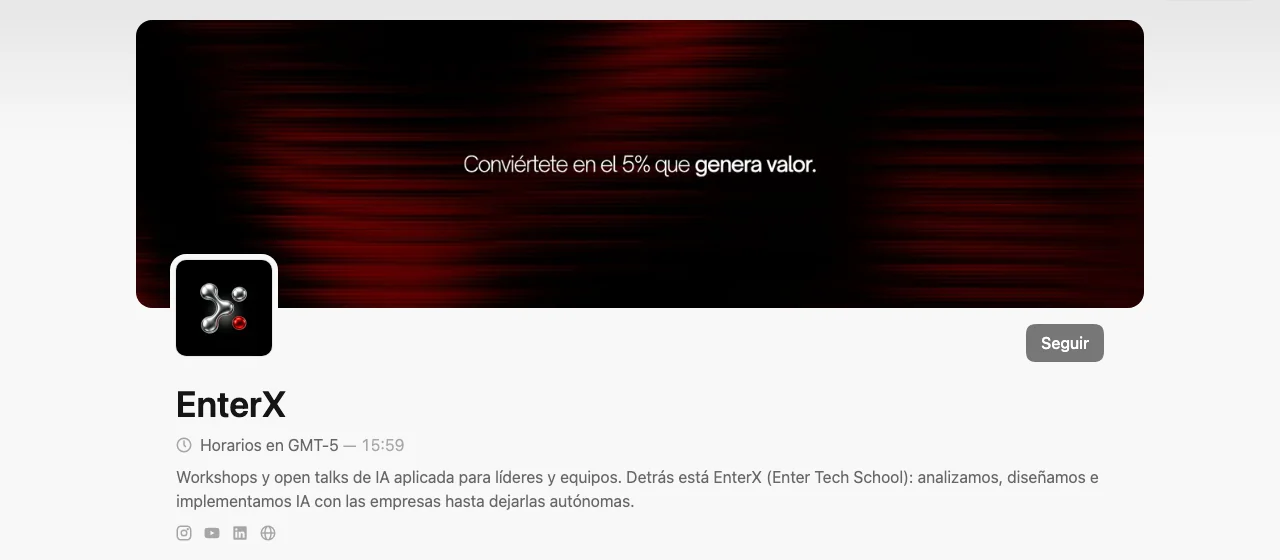 Conviértete en el 5% que genera valor.
Seguir
EnterX
Horarios en GMT-5 — 15:59
Workshops y open talks de IA aplicada para líderes y equipos. Detrás está EnterX (Enter Tech School): analizamos, diseñamos e
implementamos IA con las empresas hasta dejarlas autónomas.